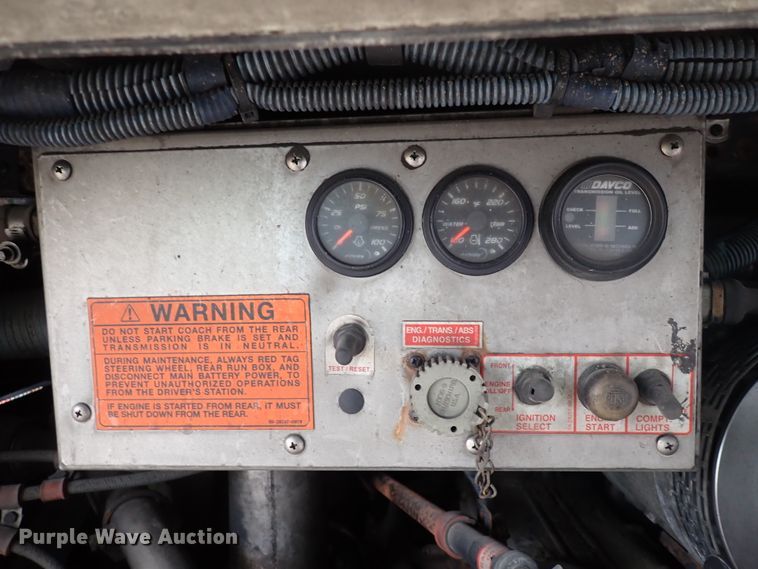 50
PSI
25
75
100
160 °F 220
WATER TEMP
280
DAVCO
TRANSMISSION OIL LEVEL
CHECK
FULL
LEVEL
ADD
WARNING
DO NOT START COACH FROM THE REAR
UNLESS PARKING BRAKE IS SET AND
TRANSMISSION IS IN NEUTRAL.
DURING MAINTENANCE, ALWAYS RED TAG
STEERING WHEEL, REAR RUN BOX, AND
DISCONNECT MAIN BATTERY POWER, TO
PREVENT UNAUTHORIZED OPERATIONS
FROM THE DRIVER'S STATION.
IF ENGINE IS STARTED FROM REAR, IT MUST
BE SHUT DOWN FROM THE REAR.
TEST / RESET
ENG./TRANS./ABS
DIAGNOSTICS
FRONT
ENGINE
REAR
IGNITION
SELECT
START
LIGHTS
Purple Wave Auction